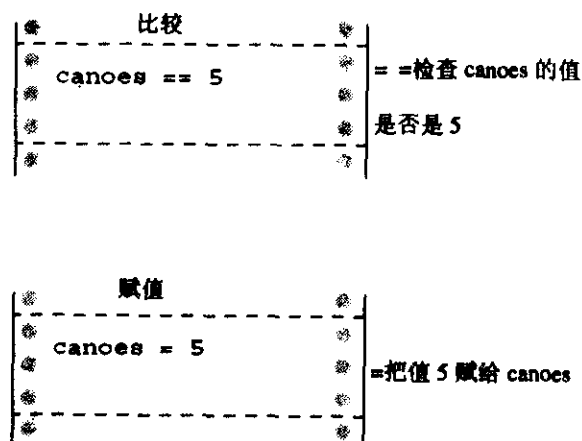 比较
canoes == 5
= =检查 canoes 的值
是否是 5
赋值
canoes = 5
=把值 5 赋给 canoes